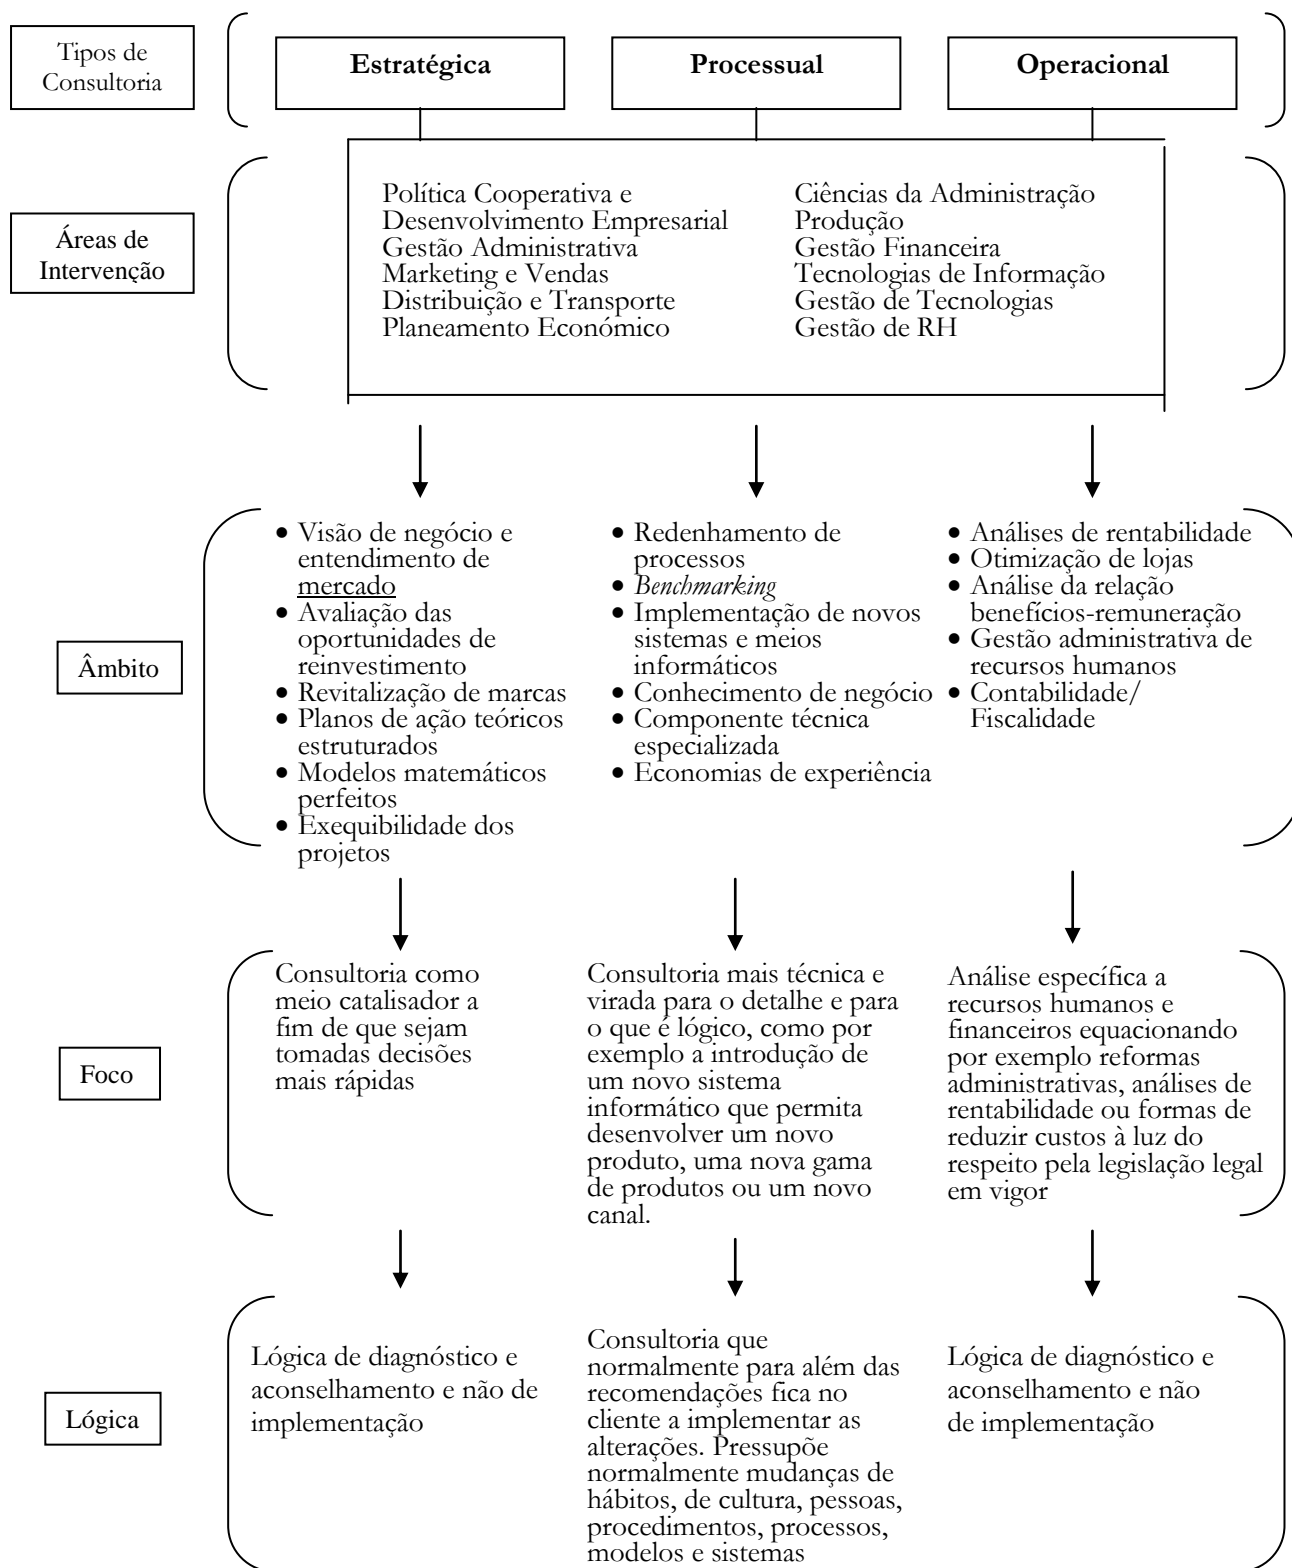 Tipos de
Consultoria
Estratégica
Processual
Operacional
Áreas de
Intervenção
Política Cooperativa e
Desenvolvimento Empresarial
Gestão Administrativa
Marketing e Vendas
Distribuição e Transporte
Planeamento Económico
Ciências da Administração
Produção
Gestão Financeira
Tecnologias de Informação
Gestão de Tecnologias
Gestão de RH
Âmbito
• Visão de negócio e
entendimento de
mercado
• Avaliação das
oportunidades de
reinvestimento
• Revitalização de marcas
• Planos de ação teóricos
estruturados
• Modelos matemáticos
perfeitos
• Exequibilidade dos
projetos
• Redenhamento de
processos
• Benchmarking
• Implementação de novos
sistemas e meios
informáticos
• Conhecimento de negócio
• Componente técnica
especializada
• Economias de experiência
• Análises de rentabilidade
• Otimização de lojas
• Análise da relação
benefícios-remuneração
• Gestão administrativa de
recursos humanos
• Contabilidade/
Fiscalidade
Foco
Consultoria como
meio catalisador a
fim de que sejam
tomadas decisões
mais rápidas
Consultoria mais técnica e
virada para o detalhe e para
o que é lógico, como por
exemplo a introdução de
um novo sistema
informático que permita
desenvolver um novo
produto, uma nova gama
de produtos ou um novo
canal.
Análise específica a
recursos humanos e
financeiros equacionando
por exemplo reformas
administrativas, análises de
rentabilidade ou formas de
reduzir custos à luz do
respeito pela legislação legal
em vigor
Lógica
Lógica de diagnóstico e
aconselhamento e não de
implementação
Consultoria que
normalmente para além das
recomendações fica no
cliente a implementar as
alterações. Pressupõe
normalmente mudanças de
hábitos, de cultura, pessoas,
procedimentos, processos,
modelos e sistemas
Lógica de diagnóstico e
aconselhamento e não
de implementação